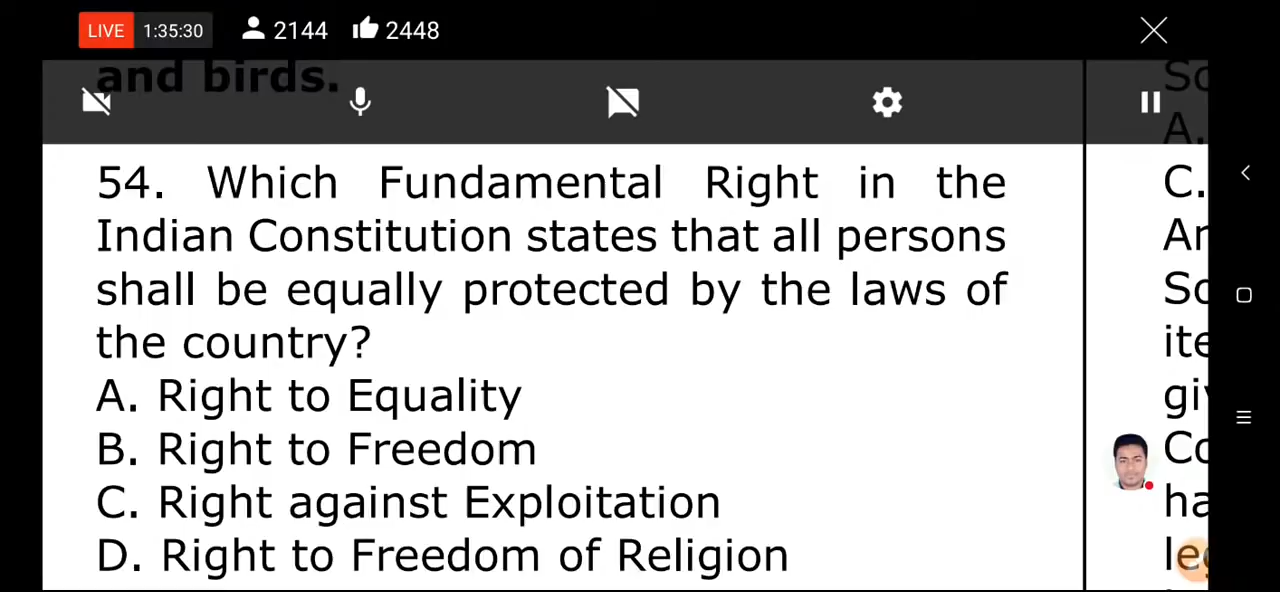 LIVE 1:35:30 2144 2448
and birds.
54. Which Fundamental Right in the
Indian Constitution states that all persons
shall be equally protected by the laws of
the country?
A. Right to Equality
B. Right to Freedom
C. Right against Exploitation
D. Right to Freedom of Religion
A.
C.